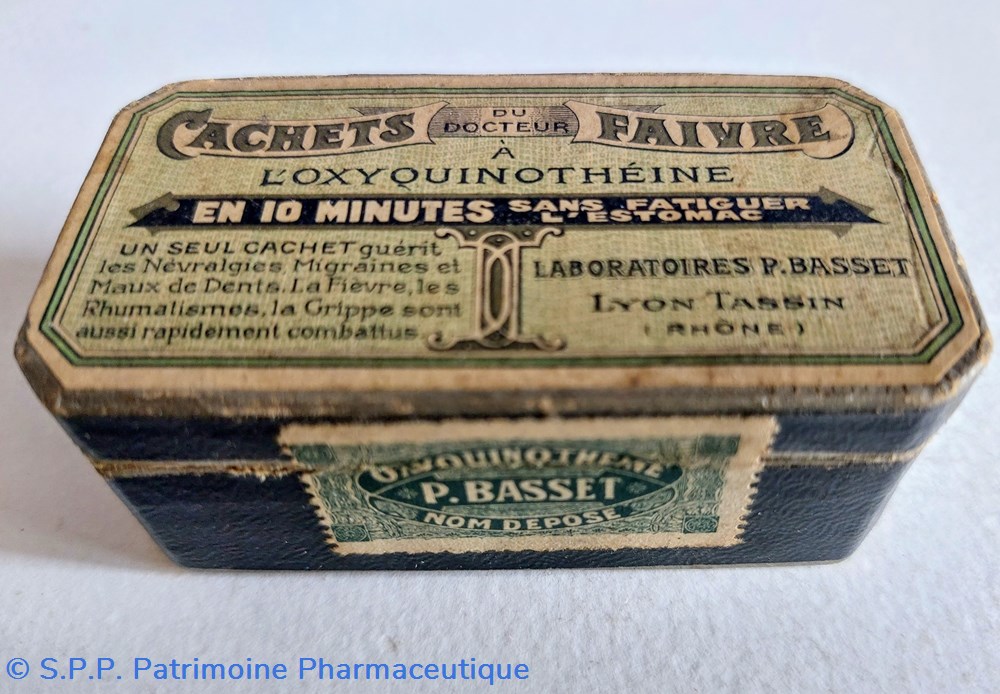 CACHETS DU DOCTEUR FAIVRE
À
L'OXYQUINOTHÉINE
EN 10 MINUTES SANS FATIGUER L'ESTOMAC
UN SEUL CACHET guérit
les Névralgies, Migraines et
Maux de Dents. La Fièvre, les
Rhumatismes, la Grippe sont
aussi rapidement combattus.
LABORATOIRES P. BASSET
LYON TASSIN
(RHÔNE)
OXYQUINOTHEINE
P. BASSET
NOM DEPOSE
© S.P.P. Patrimoine Pharmaceutique